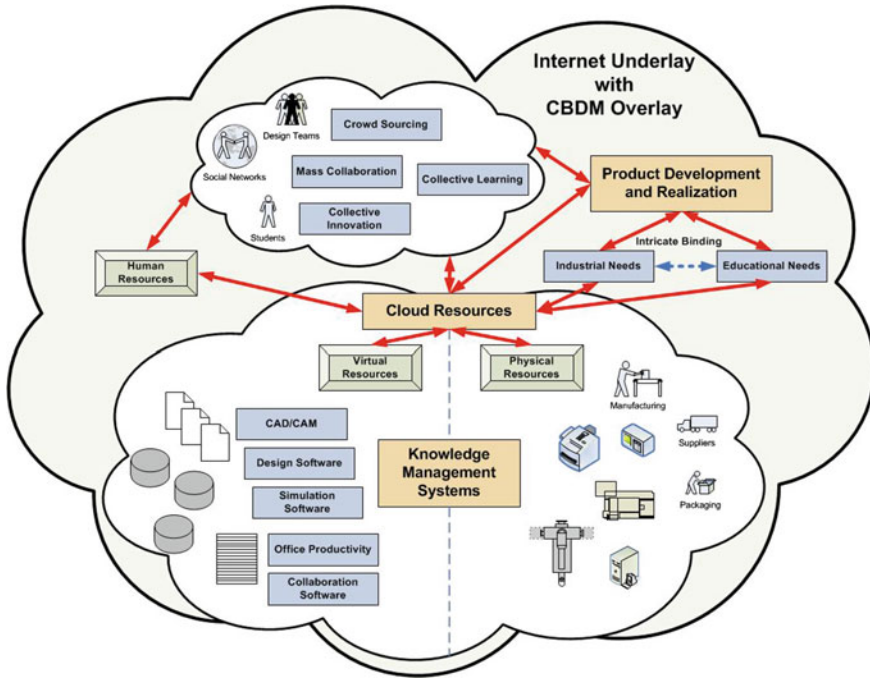 Internet Underlay
with
CBDM Overlay
Design Teams
Crowd Sourcing
Social Networks
Mass Collaboration
Collective Learning
Students
Collective
Innovation
Product Development
and Realization
Intricate Binding
Human
Resources
Industrial Needs
Educational Needs
Cloud Resources
Virtual
Resources
Physical
Resources
Manufacturing
CAD/CAM
Suppliers
Design Software
Knowledge
Management
Systems
Simulation
Software
Packaging
Office Productivity
Collaboration
Software